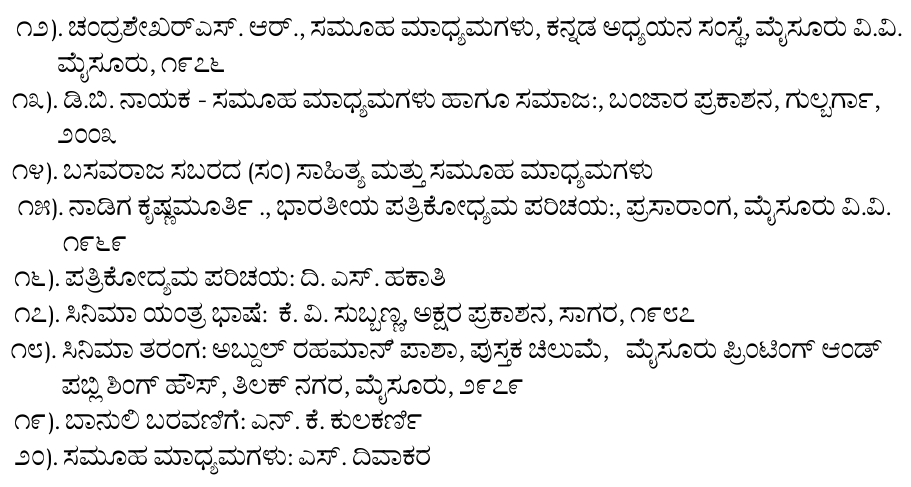 ೧೨). ಚಂದ್ರಶೇಖರ್‌ಎಸ್. ಆರ್., ಸಮೂಹ ಮಾಧ್ಯಮಗಳು, ಕನ್ನಡ ಅಧ್ಯಯನ ಸಂಸ್ಥೆ, ಮೈಸೂರು ವಿ.ವಿ.
ಮೈಸೂರು, ೧೯೭೬
೧೩). ಡಿ.ಬಿ. ನಾಯಕ - ಸಮೂಹ ಮಾಧ್ಯಮಗಳು ಹಾಗೂ ಸಮಾಜ:, ಬಂಜಾರ ಪ್ರಕಾಶನ, ಗುಲ್ಬರ್ಗಾ,
೨೦೦೩
೧೪). ಬಸವರಾಜ ಸಬರದ (ಸಂ) ಸಾಹಿತ್ಯ ಮತ್ತು ಸಮೂಹ ಮಾಧ್ಯಮಗಳು
೧೫). ನಾಡಿಗ ಕೃಷ್ಣಮೂರ್ತಿ ., ಭಾರತೀಯ ಪತ್ರಿಕೋಧ್ಯಮ ಪರಿಚಯ:, ಪ್ರಸಾರಾಂಗ, ಮೈಸೂರು ವಿ.ವಿ.
೧೯೬೯
೧೬). ಪತ್ರಿಕೋದ್ಯಮ ಪರಿಚಯ: ದಿ. ಎಸ್. ಹಕಾತಿ
೧೭). ಸಿನಿಮಾ ಯಂತ್ರ ಭಾಷೆ: ಕೆ. ವಿ. ಸುಬ್ಬಣ್ಣ, ಅಕ್ಷರ ಪ್ರಕಾಶನ, ಸಾಗರ, ೧೯೮೭
೧೮). ಸಿನಿಮಾ ತರಂಗ: ಅಬ್ದುಲ್ ರಹಮಾನ್ ಪಾಶಾ, ಪುಸ್ತಕ ಚಿಲುಮೆ, ಮೈಸೂರು ಪ್ರಿಂಟಿಂಗ್ ಆಂಡ್
ಪಬ್ಲಿಶಿಂಗ್ ಹೌಸ್, ತಿಲಕ್ ನಗರ, ಮೈಸೂರು, ೨೯೭೯
೧೯). ಬಾನುಲಿ ಬರವಣಿಗೆ: ಎನ್. ಕೆ. ಕುಲಕರ್ಣಿ
೨೦). ಸಮೂಹ ಮಾಧ್ಯಮಗಳು: ಎಸ್. ದಿವಾಕರ